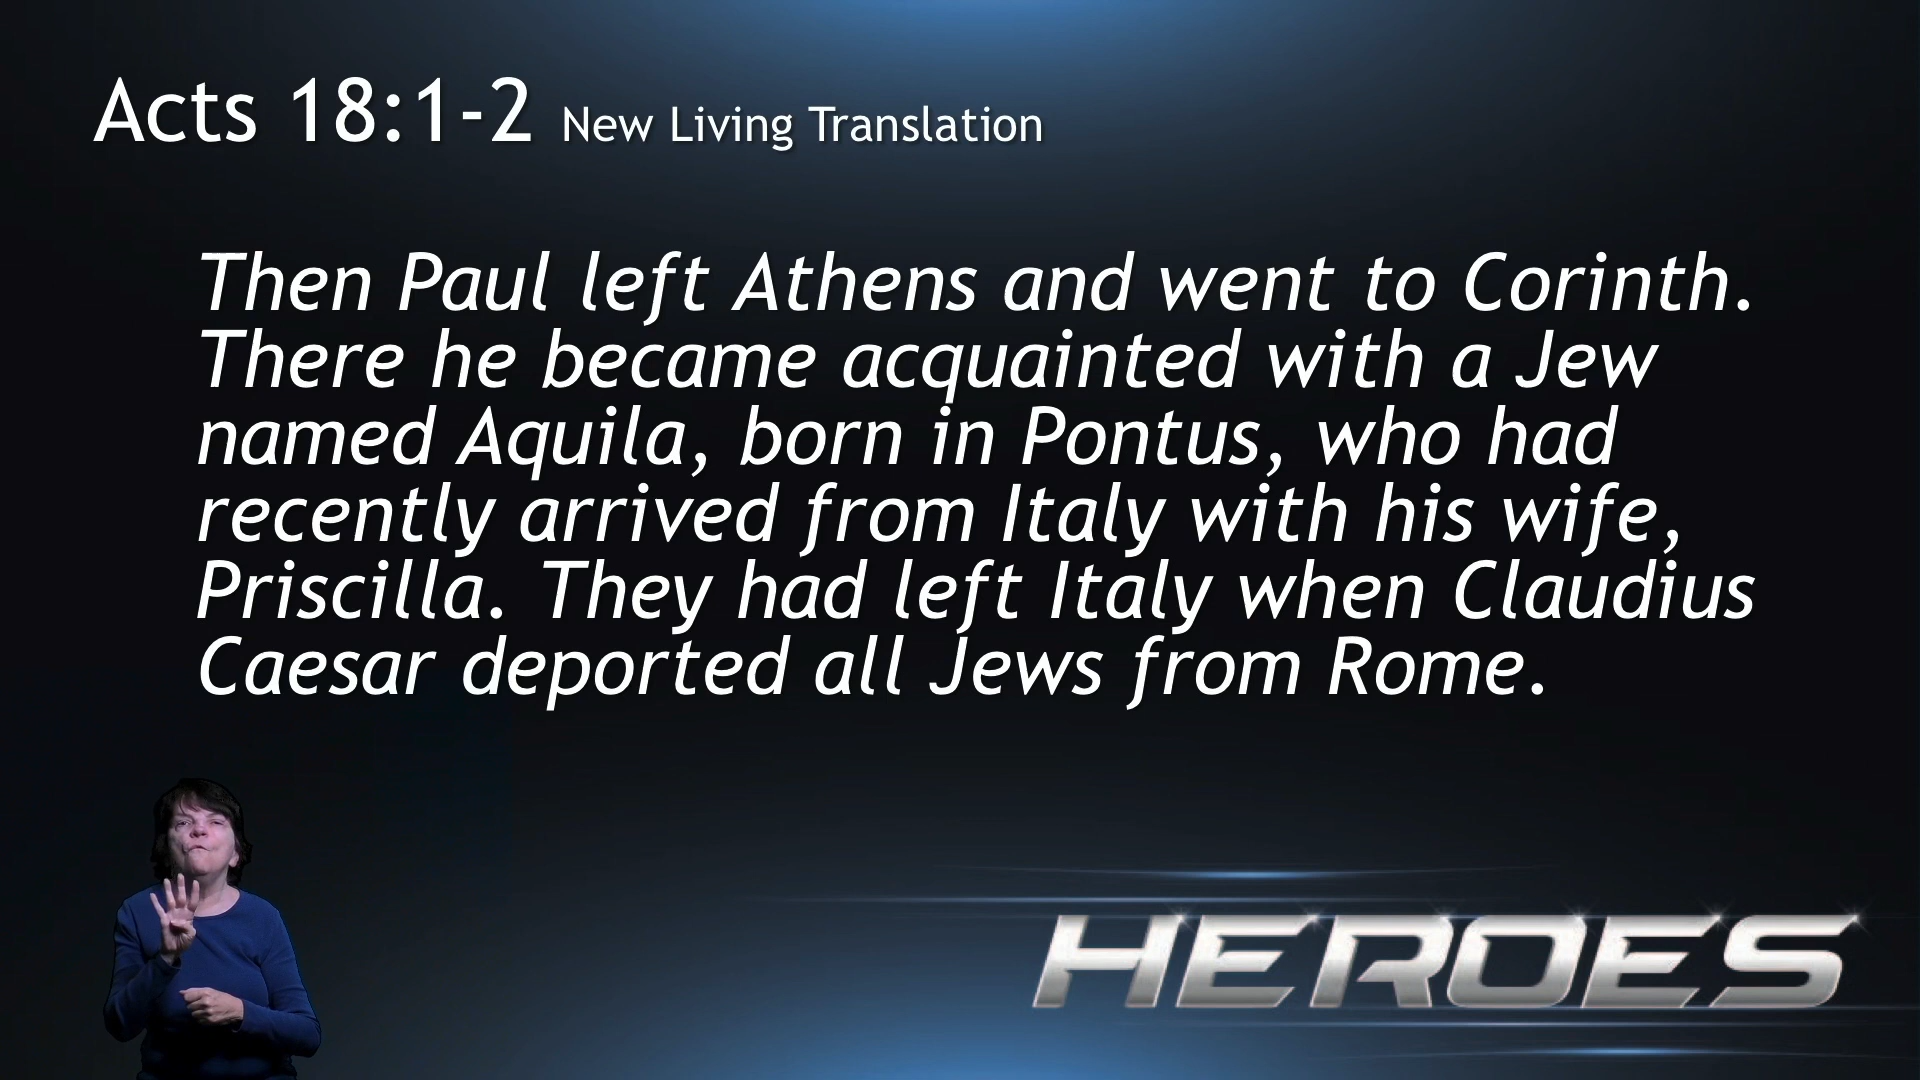 Acts 18:1-2 New Living Translation
Then Paul left Athens and went to Corinth.
There he became acquainted with a Jew
named Aquila, born in Pontus, who had
recently arrived from Italy with his wife,
Priscilla. They had left Italy when Claudius
Caesar deported all Jews from Rome.
HEROES